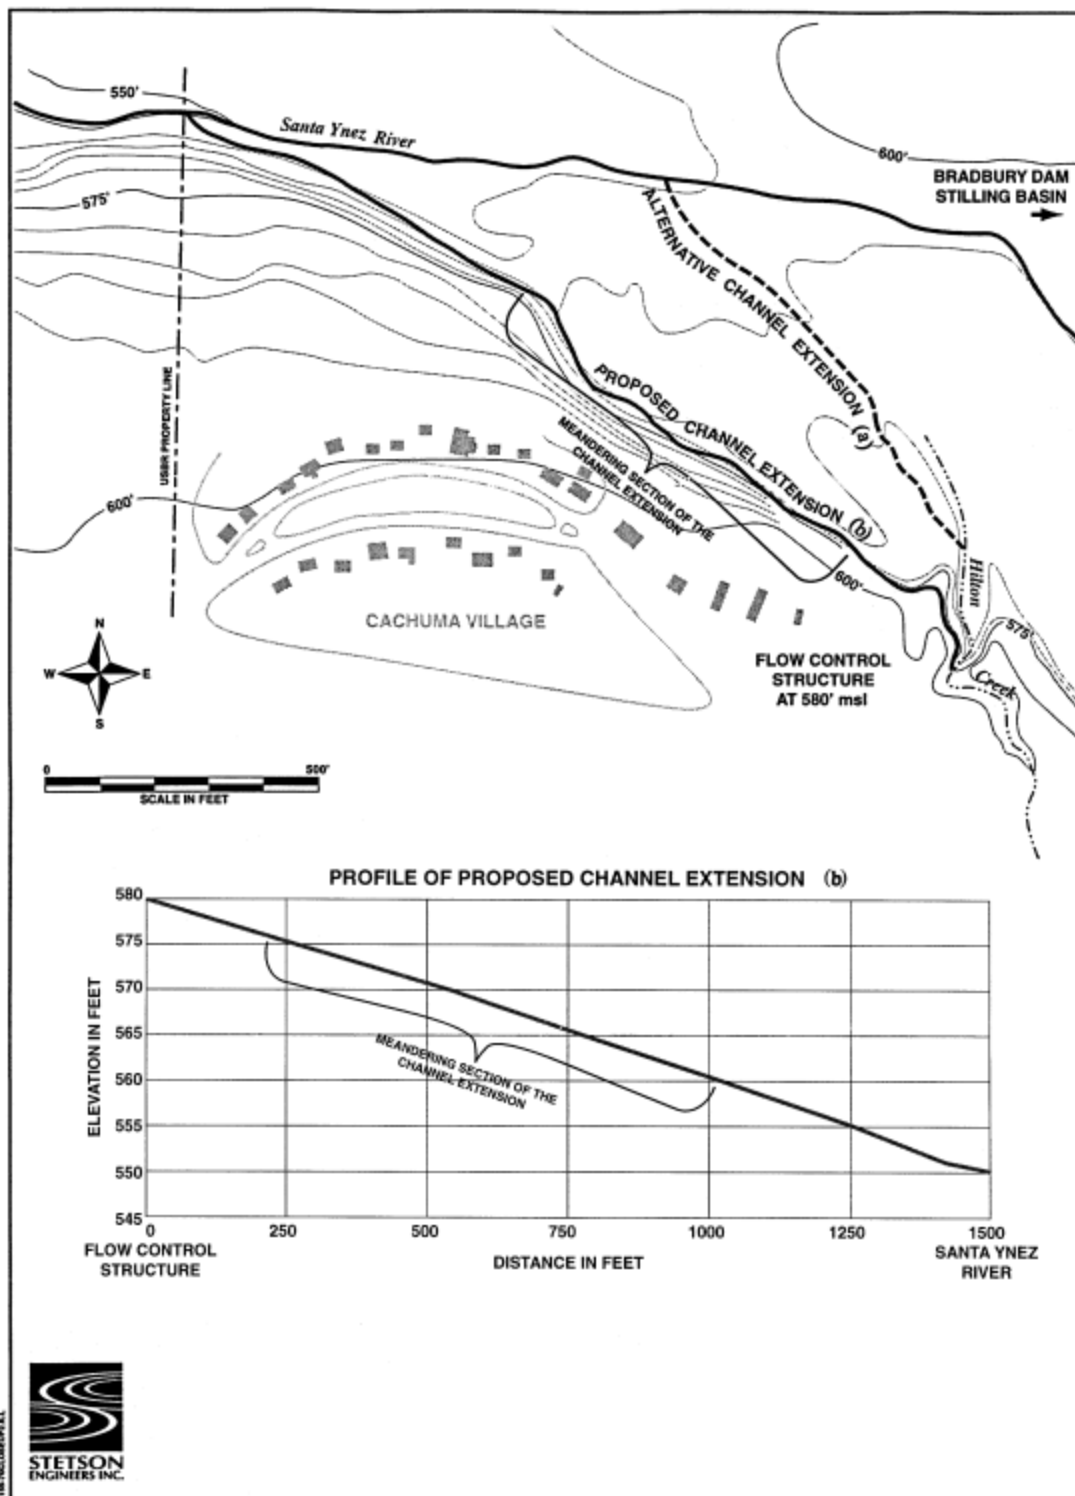 550'
Santa Ynez River
600'
BRADBURY DAM
STILLING BASIN
575'
ALTERNATIVE CHANNEL EXTENSION (a)
PROPOSED CHANNEL EXTENSION (b)
USBR PROPERTY LINE
MEANDERING SECTION OF THE
CHANNEL EXTENSION
600'
600'
Hilton
Creek
575'
CACHUMA VILLAGE
FLOW CONTROL
STRUCTURE
AT 580' msl
N
W E
S
0 500'
SCALE IN FEET
PROFILE OF PROPOSED CHANNEL EXTENSION (b)
580
575
570
565
560
555
550
545
ELEVATION IN FEET
MEANDERING SECTION OF THE
CHANNEL EXTENSION
0 250 500 750 1000 1250 1500
FLOW CONTROL
STRUCTURE
DISTANCE IN FEET
SANTA YNEZ
RIVER
STETSON
ENGINEERS INC.